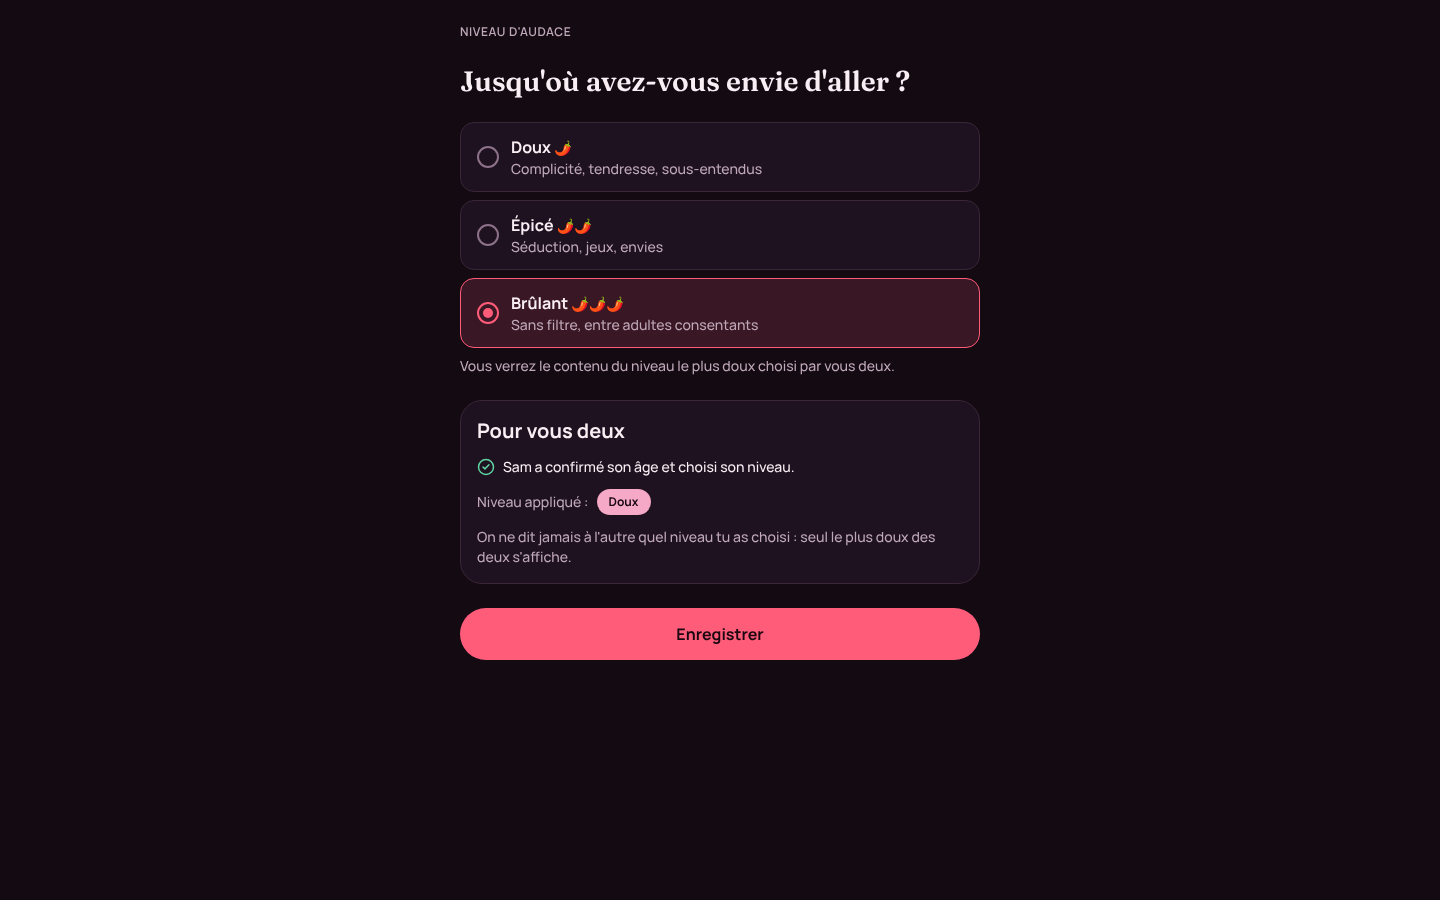 NIVEAU D'AUDACE
Jusqu'où avez-vous envie d'aller ?
Doux 🌶️
Complicité, tendresse, sous-entendus
Épicé 🌶️🌶️
Séduction, jeux, envies
Brûlant 🌶️🌶️🌶️
Sans filtre, entre adultes consentants
Vous verrez le contenu du niveau le plus doux choisi par vous deux.
Pour vous deux
Sam a confirmé son âge et choisi son niveau.
Niveau appliqué : Doux
On ne dit jamais à l'autre quel niveau tu as choisi : seul le plus doux des
deux s'affiche.
Enregistrer